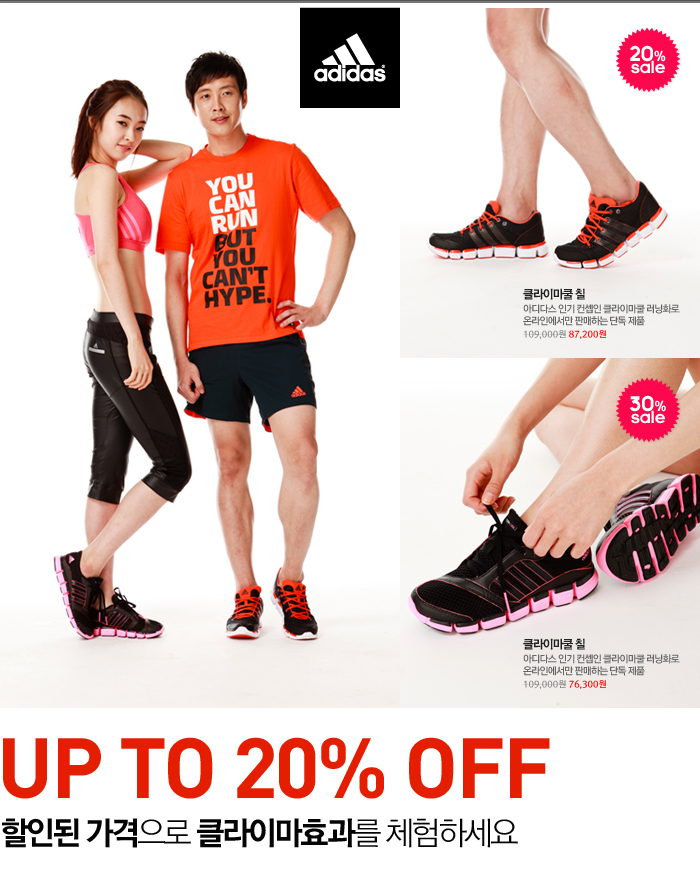 adidas
20%
sale
YOU
CAN
RUN
BUT
YOU
CAN'T
HYPE.
클라이마쿨 칠
아디다스 인기 컨셉인 클라이마쿨 러닝화로
온라인에서만 판매하는 단독 제품
109,000원 87,200원
30%
sale
클라이마쿨 칠
아디다스 인기 컨셉인 클라이마쿨 러닝화로
온라인에서만 판매하는 단독 제품
109,000원 76,300원
UP TO 20% OFF
할인된 가격으로 클라이마효과를 체험하세요